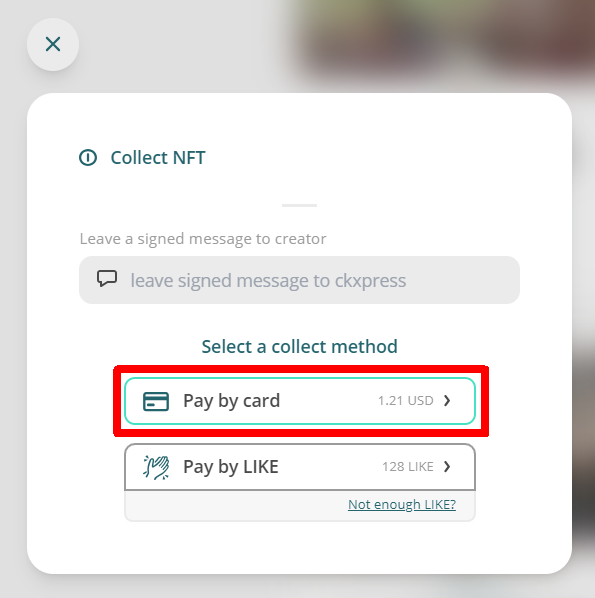 Collect NFT
Leave a signed message to creator
leave signed message to ckxpress
Select a collect method
Pay by card 1.21 USD
Pay by LIKE 128 LIKE
Not enough LIKE?